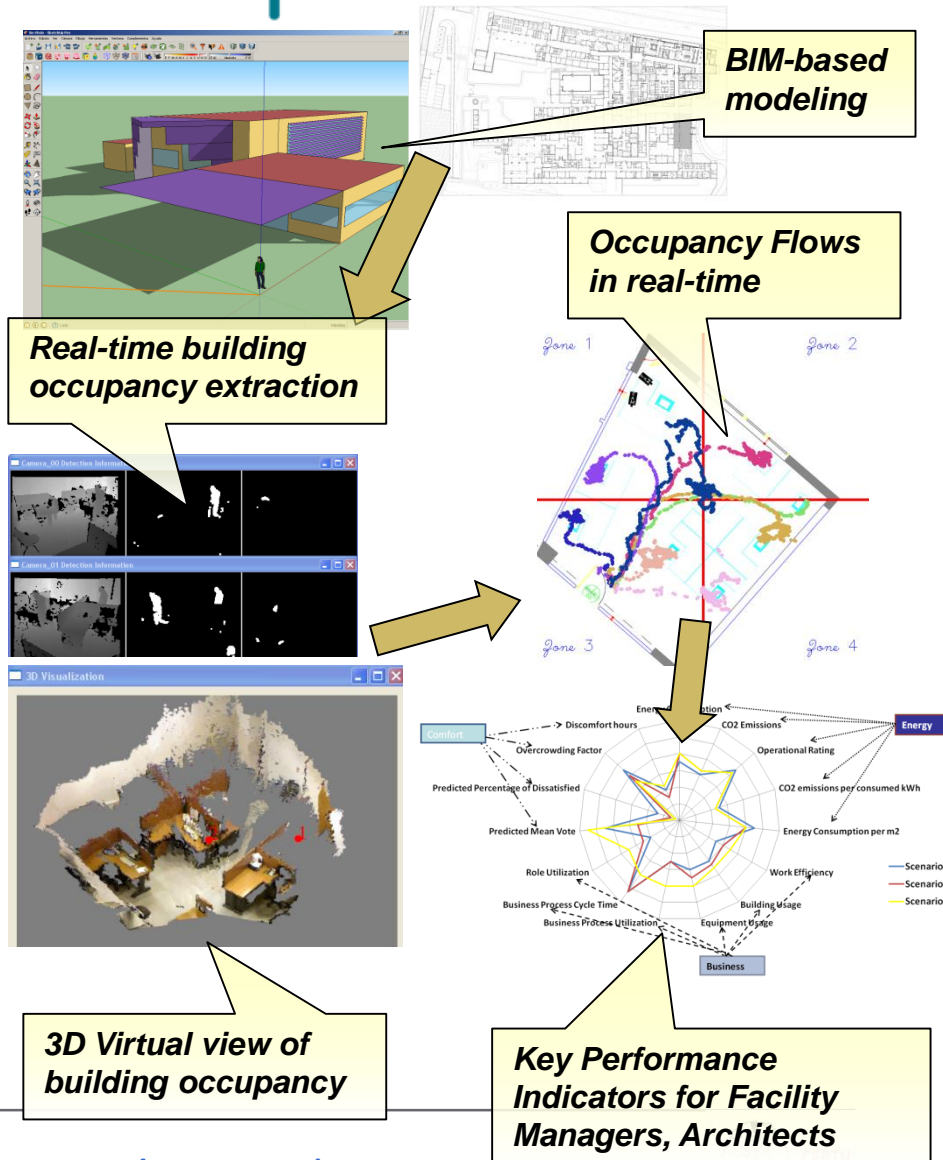 BIM-based
modeling
Occupancy Flows
in real-time
Real-time building
occupancy extraction
Zone 1
Zone 2
Zone 3
Zone 4
Camera_00 Detection Information
Camera_01 Detection Information
3D Visualization
Comfort
Energy
Business
CO2 Emissions
Operational Rating
CO2 emissions per consumed kWh
Energy Consumption per m2
Work Efficiency
Building Usage
Equipment Usage
Business Process Utilization
Business Process Cycle Time
Role Utilization
Predicted Mean Vote
Predicted Percentage of Dissatisfied
Overcrowding Factor
Discomfort hours
Scenario
Scenario
Scenario
3D Virtual view of
building occupancy
Key Performance
Indicators for Facility
Managers, Architects